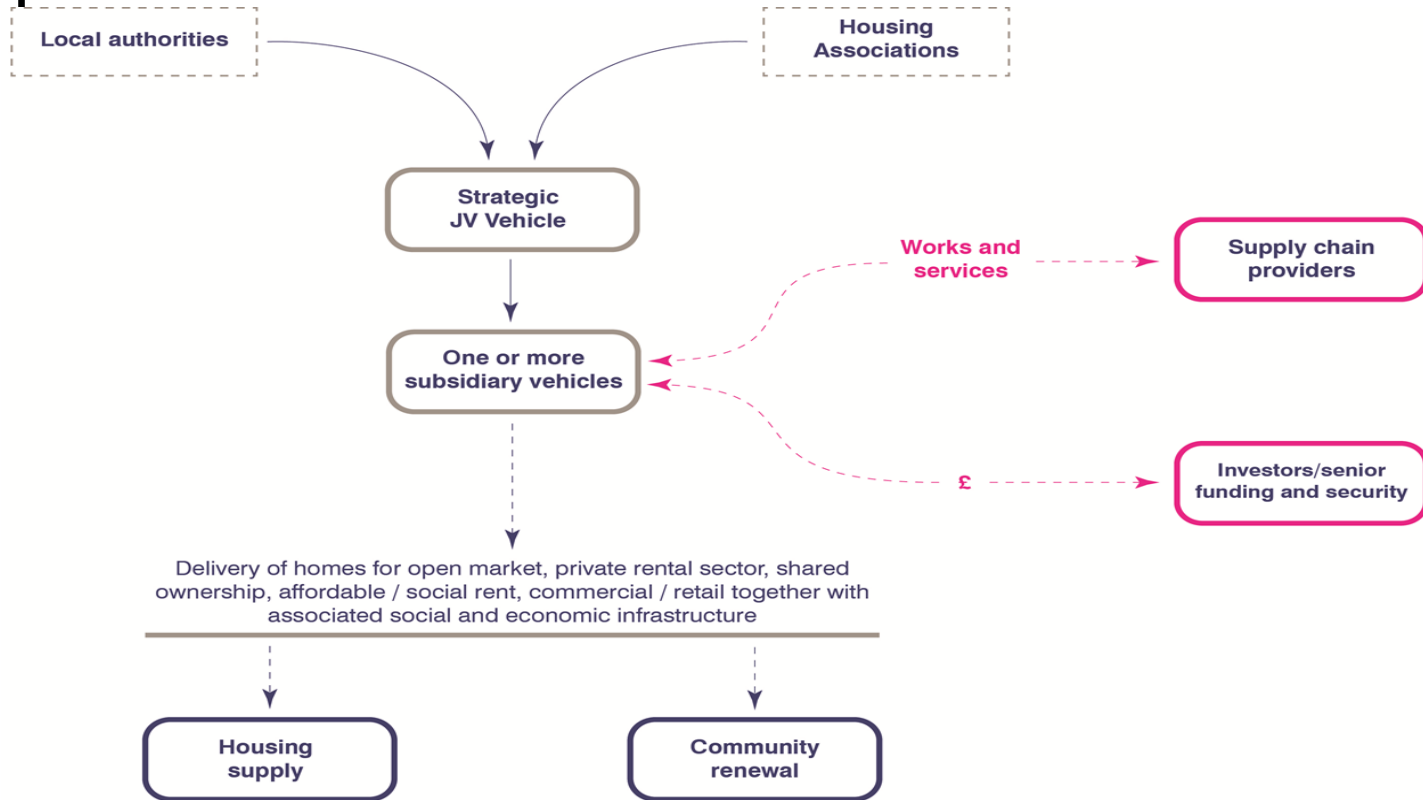 Local authorities
Housing
Associations
Strategic
JV Vehicle
Works and
services
Supply chain
providers
One or more
subsidiary vehicles
£
Investors/senior
funding and security
Delivery of homes for open market, private rental sector, shared
ownership, affordable / social rent, commercial / retail together with
associated social and economic infrastructure
Housing
supply
Community
renewal